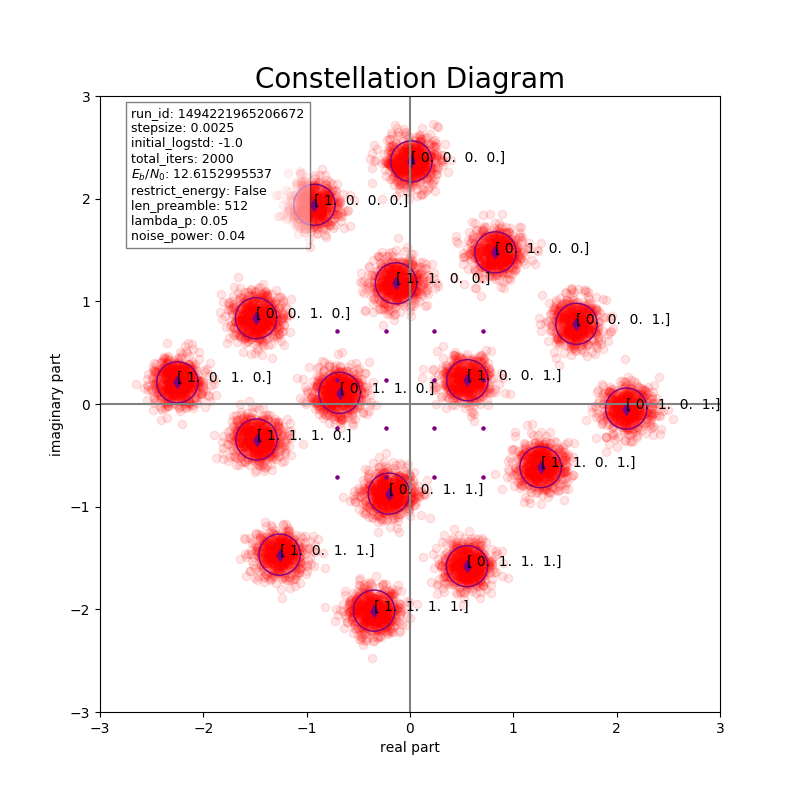 Constellation Diagram
run_id: 1494221965206672
stepsize: 0.0025
initial_logstd: -1.0
total_iters: 2000
E_b/N_0: 12.6152995537
restrict_energy: False
len_preamble: 512
lambda_p: 0.05
noise_power: 0.04
3
[ 0. 0. 0. 0.]
2
[ 1. 0. 0. 0.]
[ 0. 1. 0. 0.]
[ 1. 1. 0. 0.]
1
[ 0. 0. 1. 0.]
[ 0. 0. 0. 1.]
[ 1. 0. 1. 0.]
[ 0. 1. 1. 0.]
[ 1. 0. 0. 1.]
0
[ 0. 1. 0. 1.]
[ 1. 1. 1. 0.]
[ 1. 1. 0. 1.]
[ 0. 0. 1. 1.]
−1
[ 1. 0. 1. 1.]
[ 0. 1. 1. 1.]
−2
[ 1. 1. 1. 1.]
−3
−3 −2 −1 0 1 2 3
real part
imaginary part